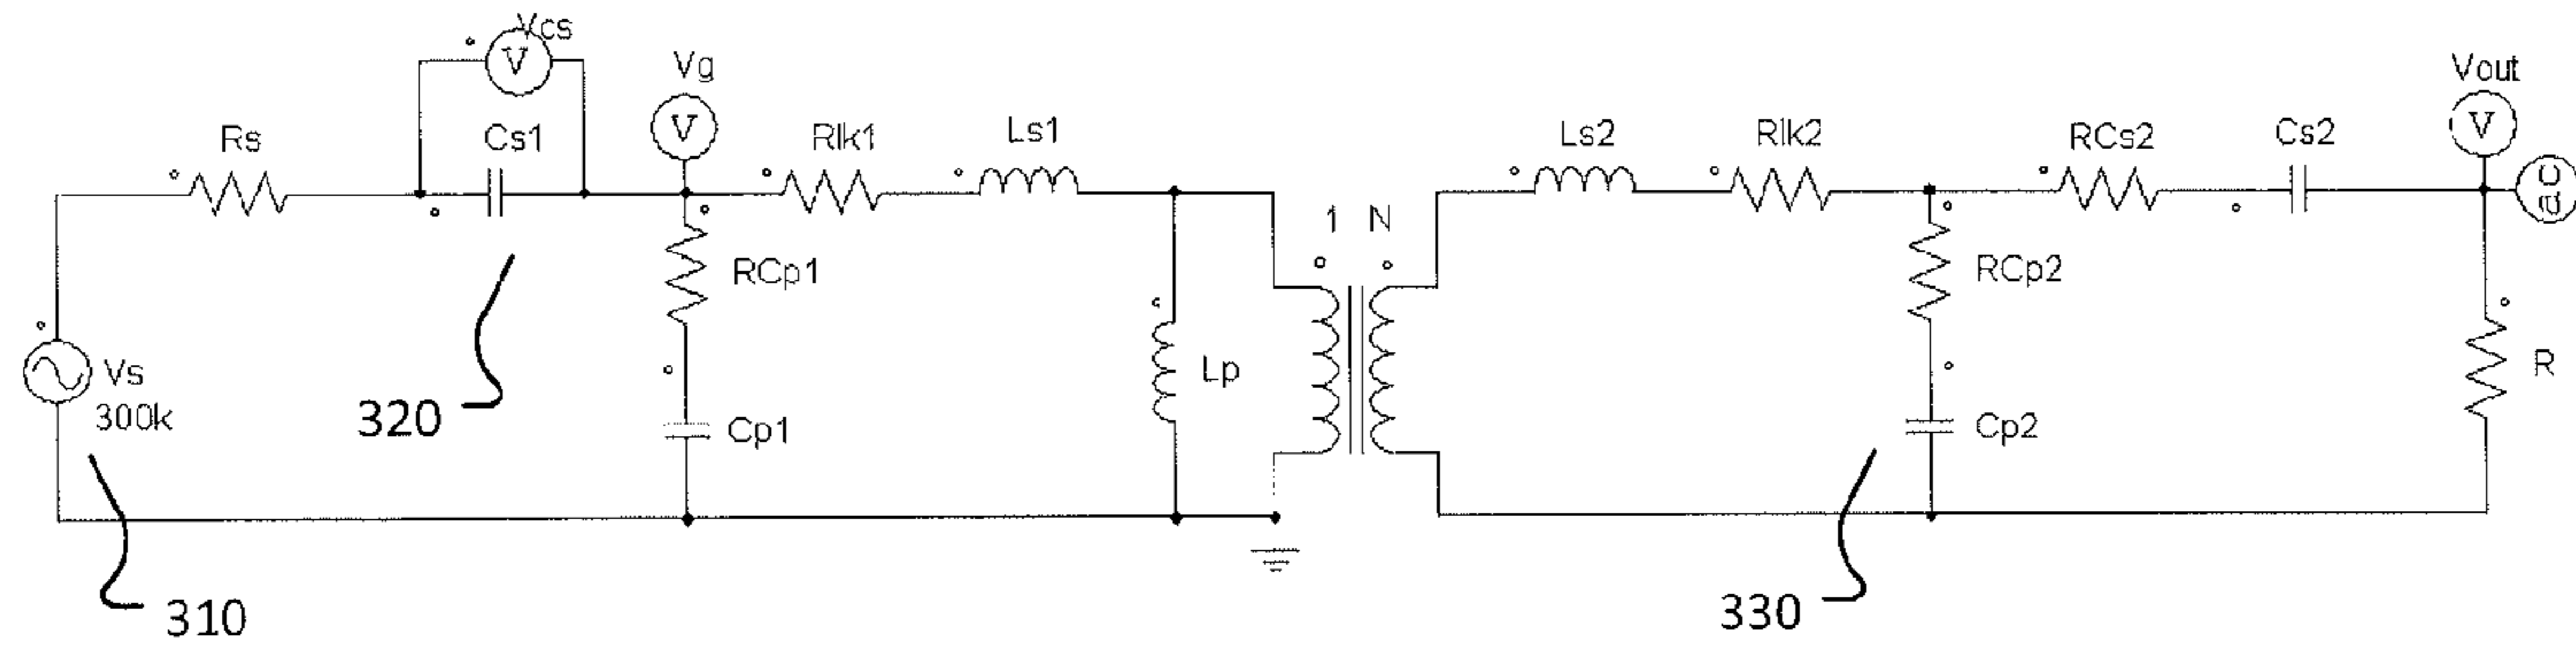 Vcs
V
Vg
V
Rs
Cs1
Rlk1
Ls1
Ls2
Rlk2
RCs2
Cs2
Vout
V
ac
1 N
RCp1
RCp2
Vs
300k
320
Cp1
Lp
Cp2
R
310
330